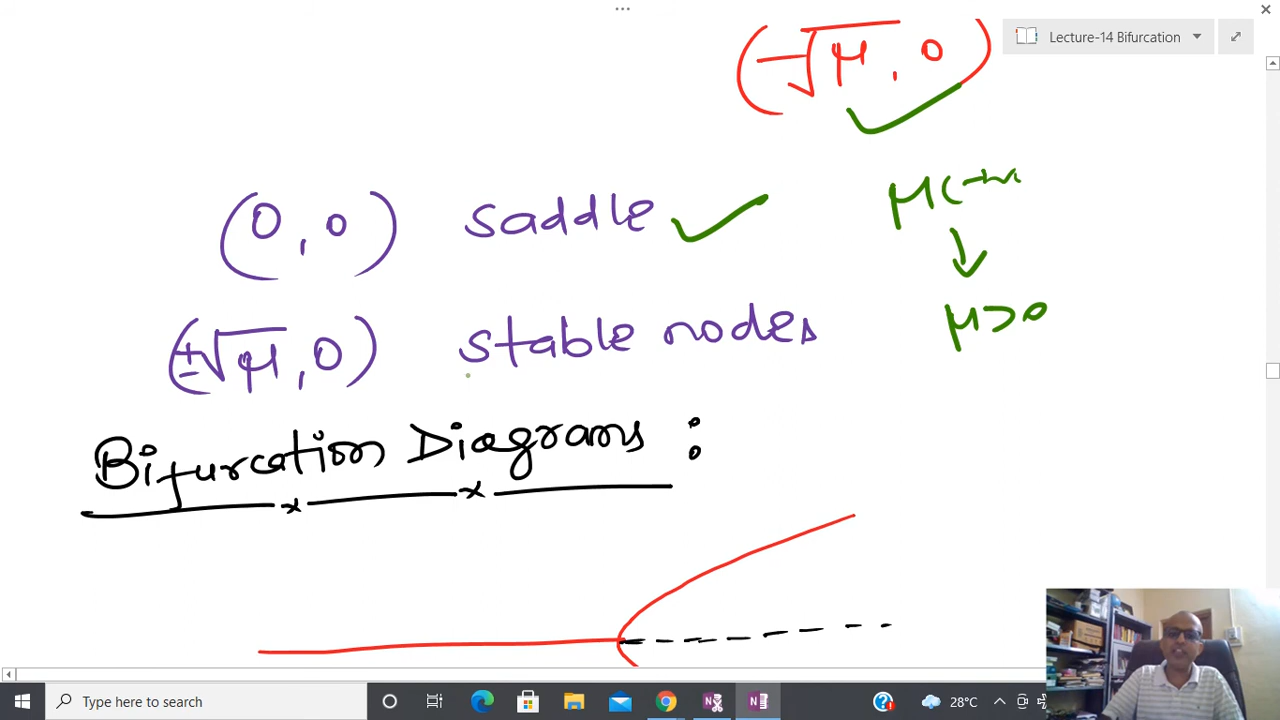 Lecture-14 Bifurcation
(-√μ, 0)
(0, 0) saddle
(±√μ, 0) stable nodes
μ>0
Bifurcation Diagrams :
Type here to search
28°C